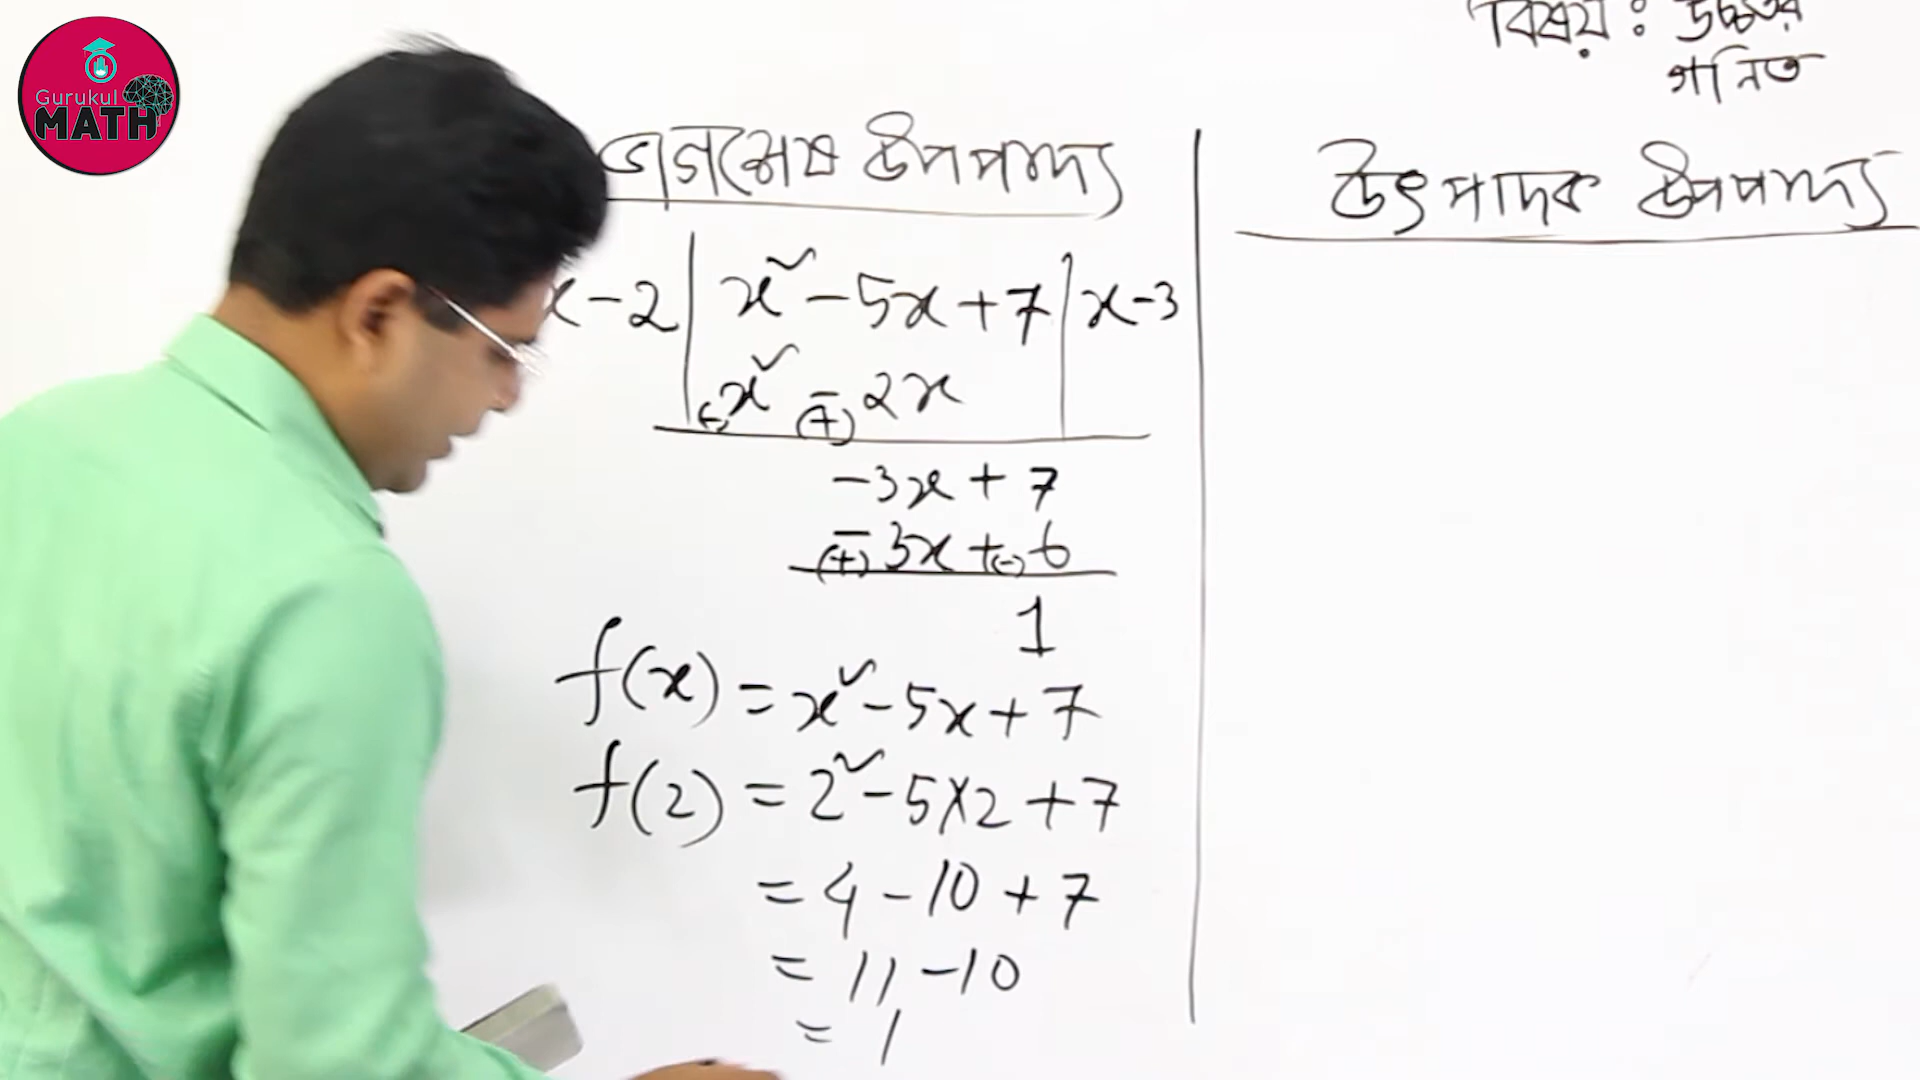 Gurukul
MATH
বিষয় : উচ্চতর
গনিত
ভাগশেষ উপপাদ্য
x - 2 | x² - 5x + 7 | x - 3
(-) x² - (+) 2x
-3x + 7
- (+) 3x + (-) 6
1
f(x) = x² - 5x + 7
f(2) = 2² - 5×2 + 7
= 4 - 10 + 7
= 11 - 10
= 1
উৎপাদক উপপাদ্য